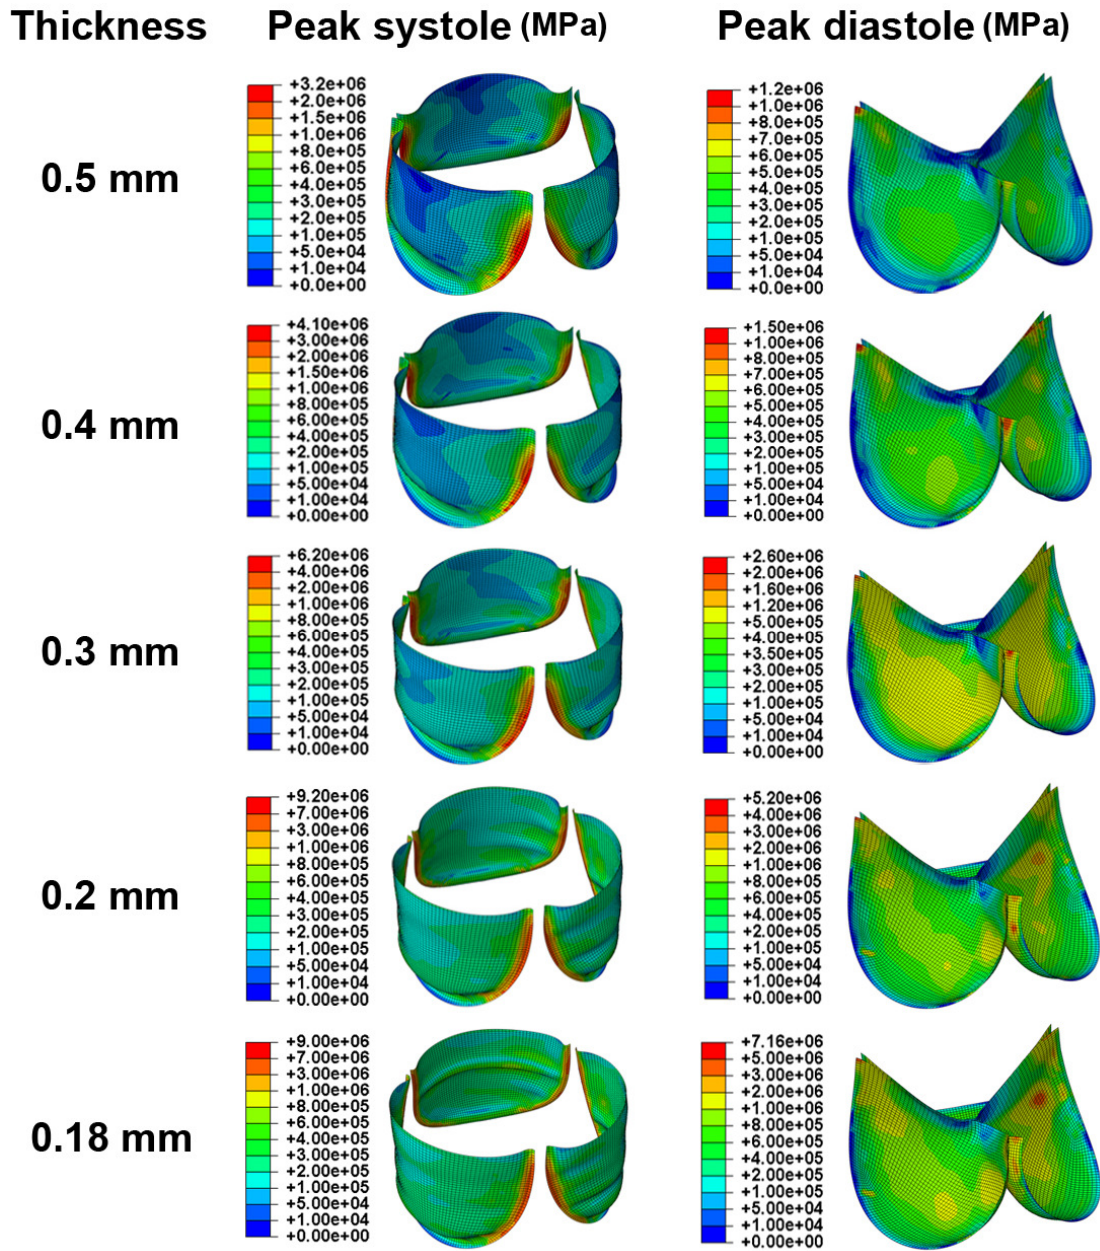 Thickness Peak systole (MPa) Peak diastole (MPa)
0.5 mm
+3.2e+06
+2.0e+06
+1.5e+06
+1.0e+06
+8.0e+05
+6.0e+05
+4.0e+05
+3.0e+05
+2.0e+05
+1.0e+05
+5.0e+04
+1.0e+04
+0.0e+00
+1.2e+06
+1.0e+06
+8.0e+05
+7.0e+05
+6.0e+05
+5.0e+05
+4.0e+05
+3.0e+05
+2.0e+05
+1.0e+05
+5.0e+04
+1.0e+04
+0.0e+00
0.4 mm
+4.10e+06
+3.00e+06
+2.00e+06
+1.50e+06
+1.00e+06
+8.00e+05
+6.00e+05
+4.00e+05
+2.00e+05
+1.00e+05
+5.00e+04
+1.00e+04
+0.00e+00
+1.50e+06
+1.00e+06
+8.00e+05
+7.00e+05
+6.00e+05
+5.00e+05
+4.00e+05
+3.00e+05
+2.00e+05
+1.00e+05
+5.00e+04
+1.00e+04
+0.00e+00
0.3 mm
+6.20e+06
+4.00e+06
+2.00e+06
+1.00e+06
+8.00e+05
+6.00e+05
+4.00e+05
+3.00e+05
+2.00e+05
+1.00e+05
+5.00e+04
+1.00e+04
+0.00e+00
+2.60e+06
+2.00e+06
+1.60e+06
+1.20e+06
+5.00e+05
+4.00e+05
+3.50e+05
+3.00e+05
+2.00e+05
+1.00e+05
+5.00e+04
+1.00e+04
+0.00e+00
0.2 mm
+9.20e+06
+7.00e+06
+3.00e+06
+1.00e+06
+8.00e+05
+6.00e+05
+4.00e+05
+3.00e+05
+2.00e+05
+1.00e+05
+5.00e+04
+1.00e+04
+0.00e+00
+5.20e+06
+4.00e+06
+3.00e+06
+2.00e+06
+1.00e+06
+8.00e+05
+6.00e+05
+4.00e+05
+2.00e+05
+1.00e+05
+5.00e+04
+1.00e+04
+0.00e+00
0.18 mm
+9.00e+06
+7.00e+06
+3.00e+06
+1.00e+06
+8.00e+05
+6.00e+05
+4.00e+05
+3.00e+05
+2.00e+05
+1.00e+05
+5.00e+04
+1.00e+04
+0.00e+00
+7.16e+06
+5.00e+06
+3.00e+06
+2.00e+06
+1.00e+06
+8.00e+05
+6.00e+05
+4.00e+05
+2.00e+05
+1.00e+05
+5.00e+04
+1.00e+04
+0.00e+00